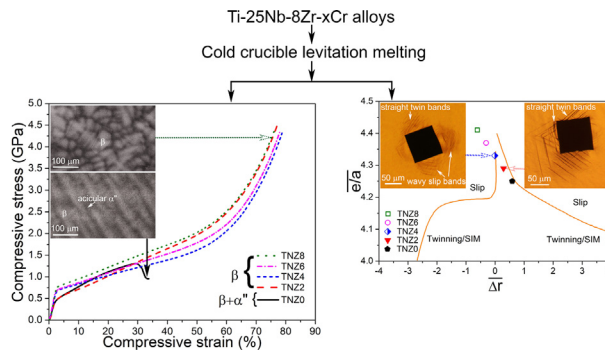 Ti-25Nb-8Zr-xCr alloys
Cold crucible levitation melting
Compressive stress (GPa)
5.0
4.5
4.0
3.5
3.0
2.5
2.0
1.5
1.0
0.5
0.0
β
100 μm
acicular α"
β
100 μm
TNZ8
TNZ6
β { TNZ4
TNZ2
β+α" { TNZ0
0 10 20 30 40 50 60 70 80 90
Compressive strain (%)
e/a
4.5
4.4
4.3
4.2
4.1
4.0
straight twin bands
50 μm
wavy slip bands
straight twin bands
50 μm
Slip
Slip
TNZ8
TNZ6
TNZ4
TNZ2
TNZ0
Twinning/SIM
Twinning/SIM
-4 -3 -2 -1 0 1 2 3
Δr